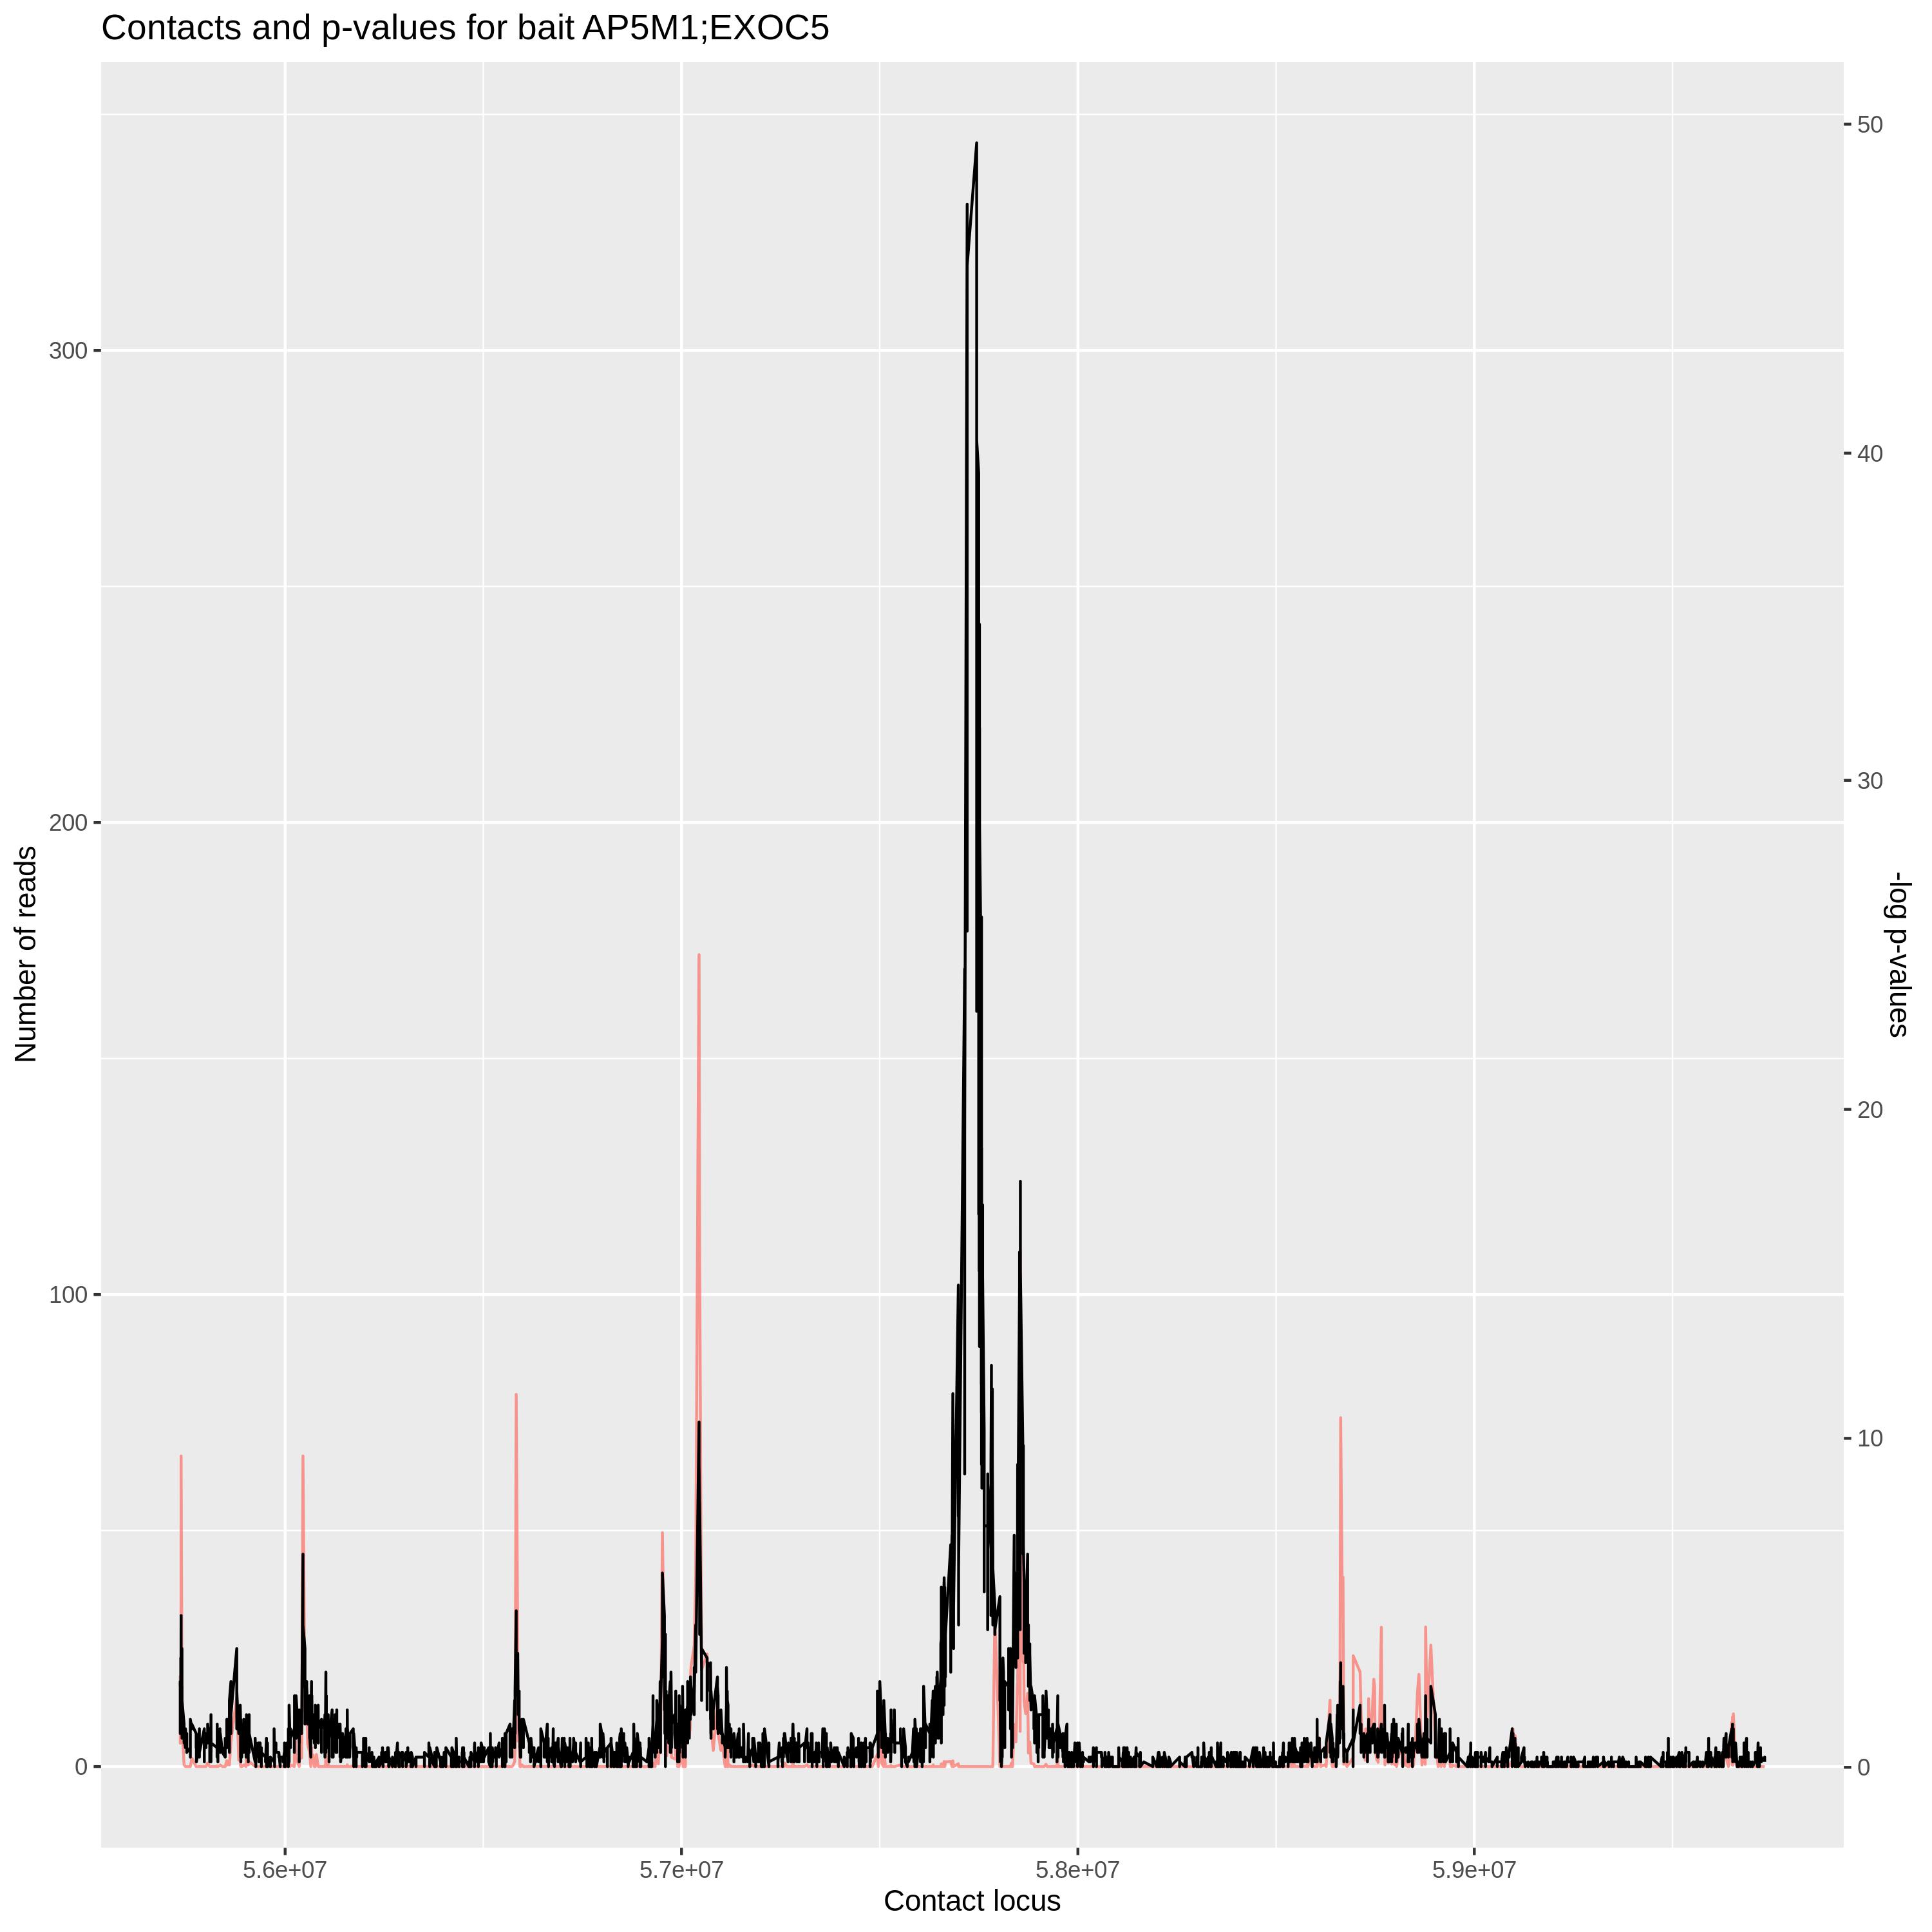 Contacts and p-values for bait AP5M1;EXOC5
300
200
100
0
Number of reads
50
40
30
20
10
0
-log p-values
5.6e+07
5.7e+07
5.8e+07
5.9e+07
Contact locus